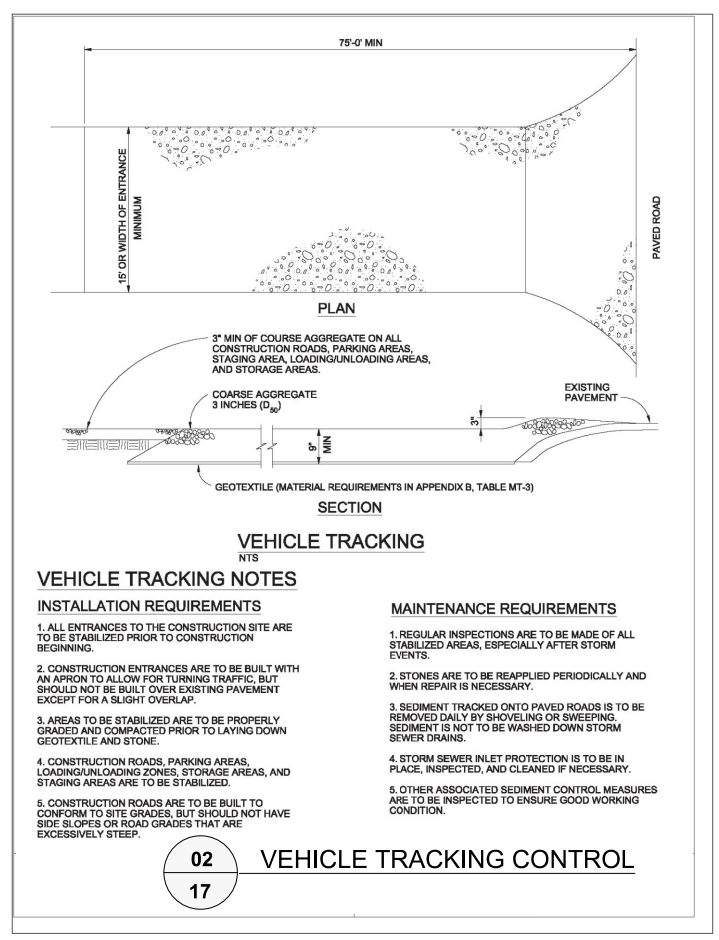 75'-0' MIN
15' OR WIDTH OF ENTRANCE
MINIMUM
PAVED ROAD
PLAN
3" MIN OF COURSE AGGREGATE ON ALL
CONSTRUCTION ROADS, PARKING AREAS,
STAGING AREA, LOADING/UNLOADING AREAS,
AND STORAGE AREAS.
COARSE AGGREGATE
3 INCHES (D50)
EXISTING
PAVEMENT
3"
9"
MIN
GEOTEXTILE (MATERIAL REQUIREMENTS IN APPENDIX B, TABLE MT-3)
SECTION
VEHICLE TRACKING
NTS
VEHICLE TRACKING NOTES
INSTALLATION REQUIREMENTS
1. ALL ENTRANCES TO THE CONSTRUCTION SITE ARE
TO BE STABILIZED PRIOR TO CONSTRUCTION
BEGINNING.
2. CONSTRUCTION ENTRANCES ARE TO BE BUILT WITH
AN APRON TO ALLOW FOR TURNING TRAFFIC, BUT
SHOULD NOT BE BUILT OVER EXISTING PAVEMENT
EXCEPT FOR A SLIGHT OVERLAP.
3. AREAS TO BE STABILIZED ARE TO BE PROPERLY
GRADED AND COMPACTED PRIOR TO LAYING DOWN
GEOTEXTILE AND STONE.
4. CONSTRUCTION ROADS, PARKING AREAS,
LOADING/UNLOADING ZONES, STORAGE AREAS, AND
STAGING AREAS ARE TO BE STABILIZED.
5. CONSTRUCTION ROADS ARE TO BE BUILT TO
CONFORM TO SITE GRADES, BUT SHOULD NOT HAVE
SIDE SLOPES OR ROAD GRADES THAT ARE
EXCESSIVELY STEEP.
MAINTENANCE REQUIREMENTS
1. REGULAR INSPECTIONS ARE TO BE MADE OF ALL
STABILIZED AREAS, ESPECIALLY AFTER STORM
EVENTS.
2. STONES ARE TO BE REAPPLIED PERIODICALLY AND
WHEN REPAIR IS NECESSARY.
3. SEDIMENT TRACKED ONTO PAVED ROADS IS TO BE
REMOVED DAILY BY SHOVELING OR SWEEPING.
SEDIMENT IS NOT TO BE WASHED DOWN STORM
SEWER DRAINS.
4. STORM SEWER INLET PROTECTION IS TO BE IN
PLACE, INSPECTED, AND CLEANED IF NECESSARY.
5. OTHER ASSOCIATED SEDIMENT CONTROL MEASURES
ARE TO BE INSPECTED TO ENSURE GOOD WORKING
CONDITION.
02
17
VEHICLE TRACKING CONTROL